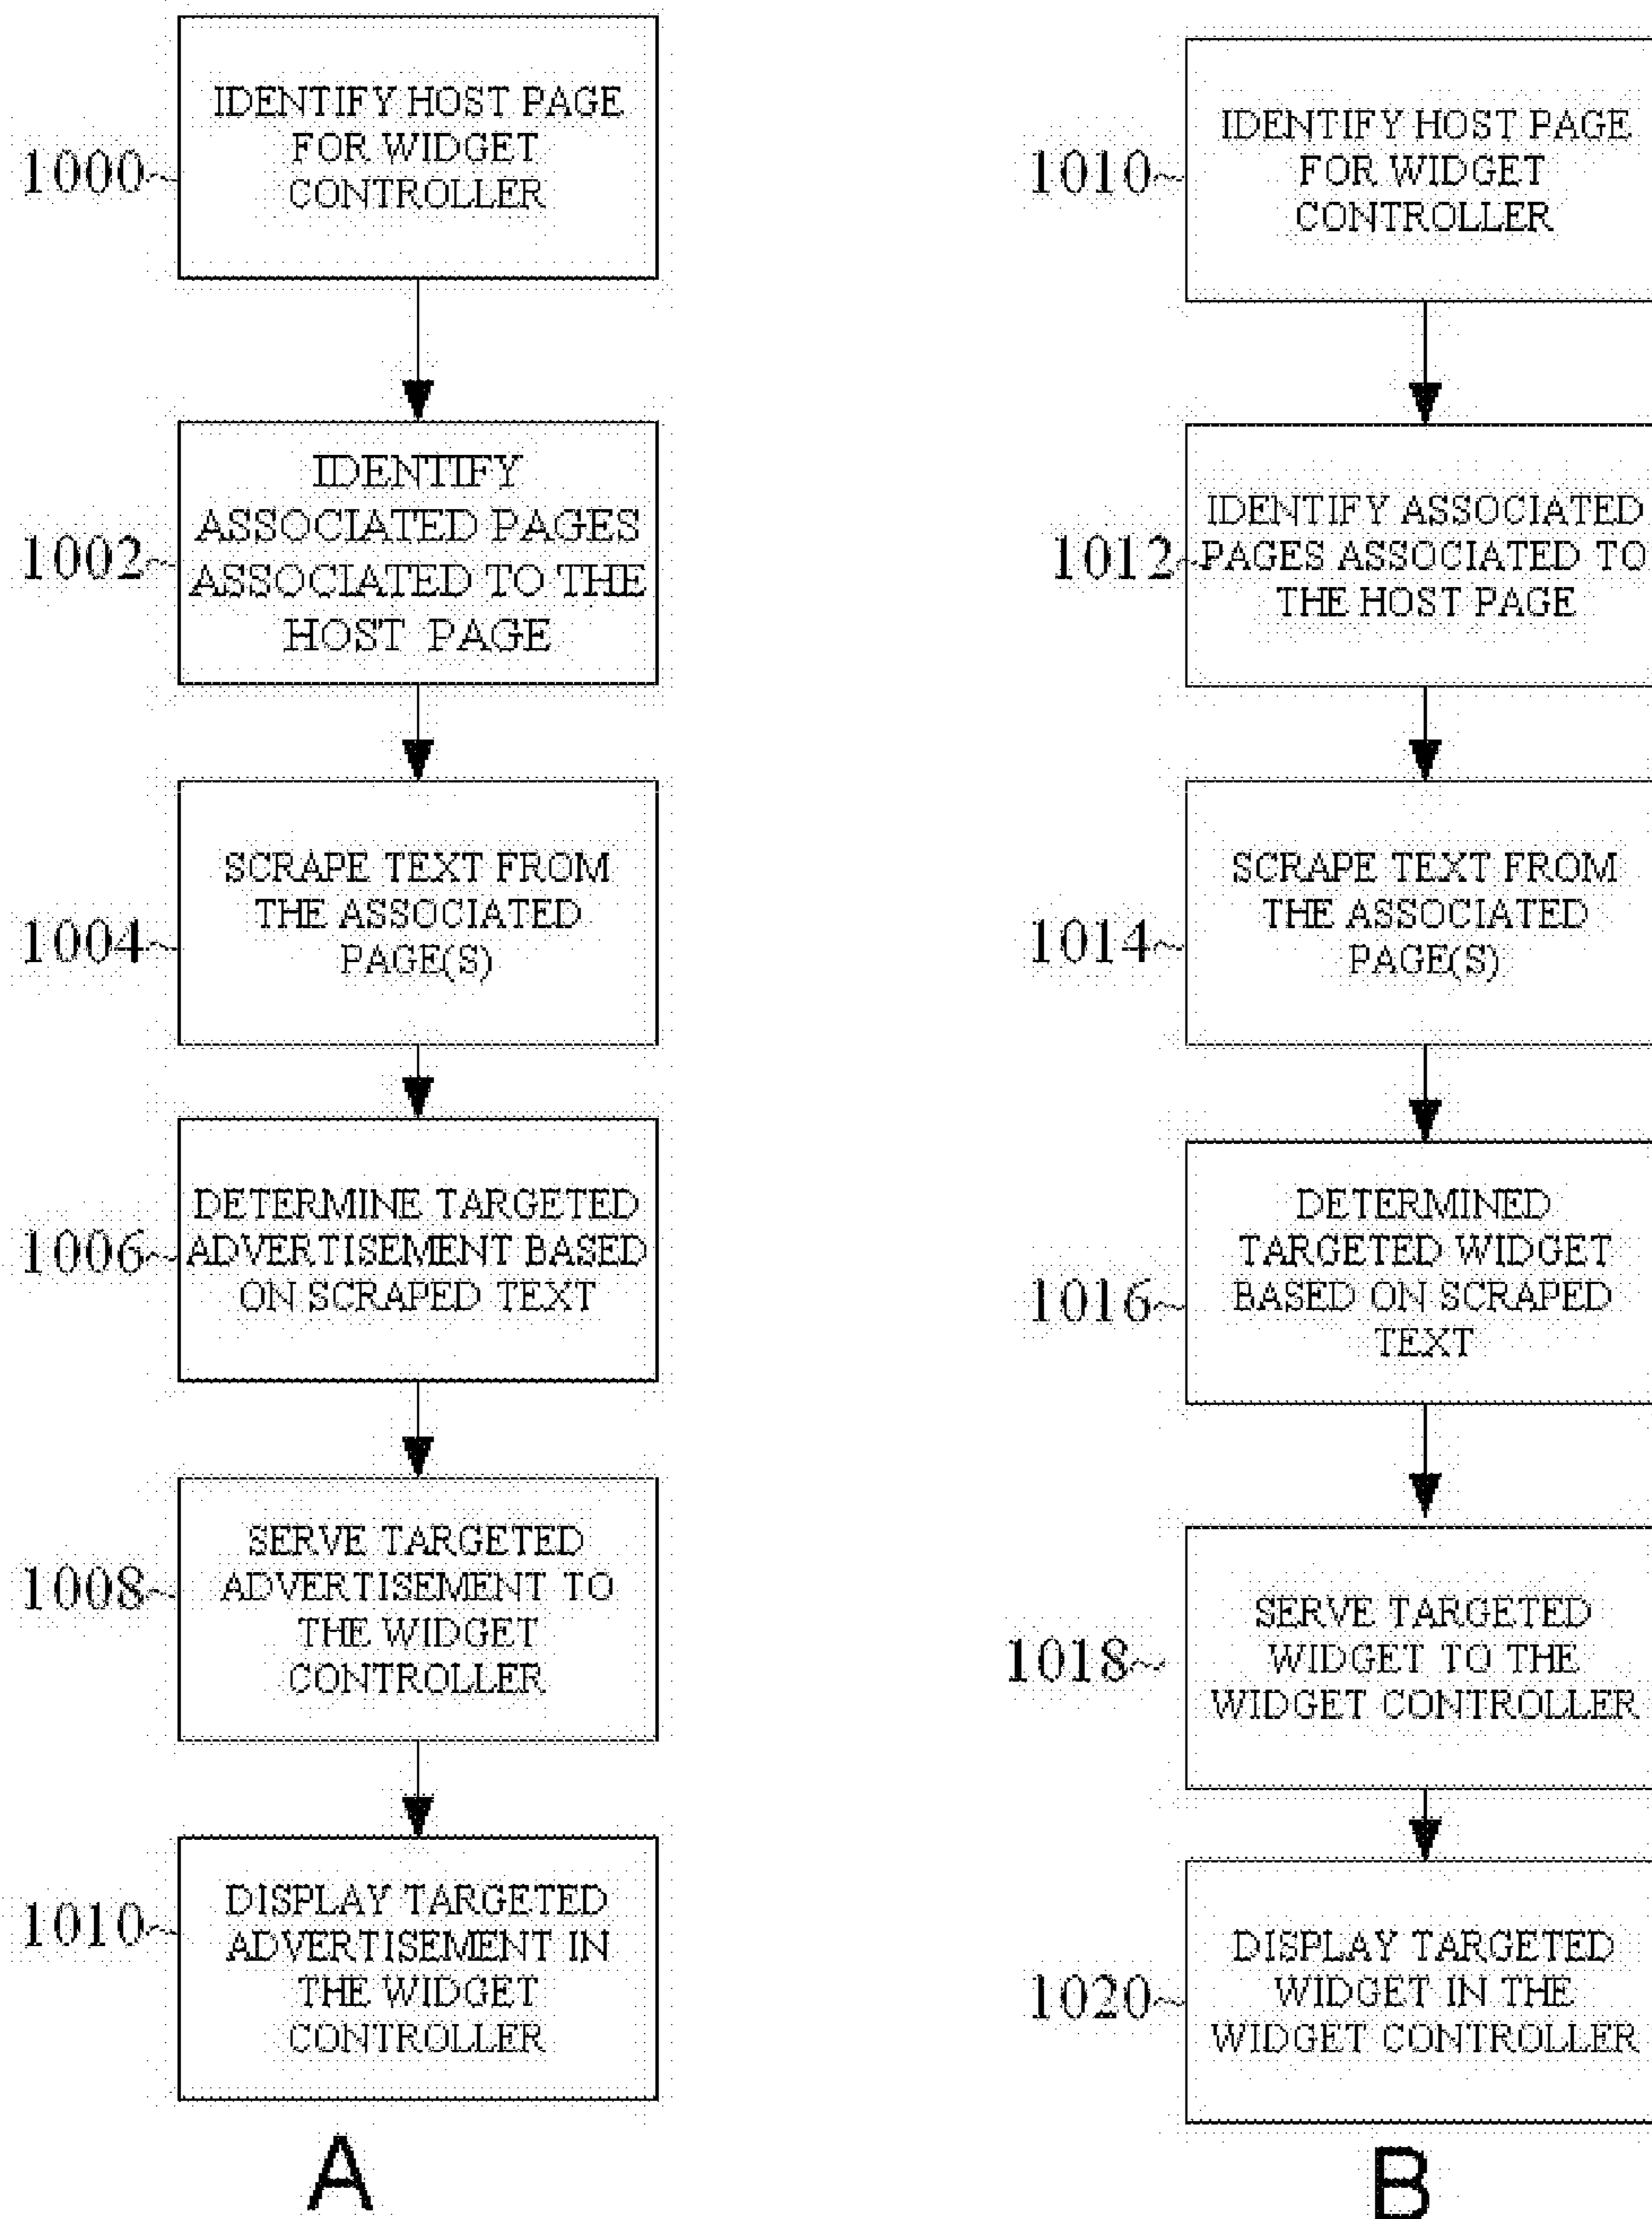 IDENTIFY HOST PAGE
FOR WIDGET
CONTROLLER
1000
IDENTIFY
ASSOCIATED PAGES
ASSOCIATED TO THE
HOST PAGE
1002
SCRAPE TEXT FROM
THE ASSOCIATED
PAGE(S)
1004
DETERMINE TARGETED
ADVERTISEMENT BASED
ON SCRAPED TEXT
1006
SERVE TARGETED
ADVERTISEMENT TO
THE WIDGET
CONTROLLER
1008
DISPLAY TARGETED
ADVERTISEMENT IN
THE WIDGET
CONTROLLER
1010
A
IDENTIFY HOST PAGE
FOR WIDGET
CONTROLLER
1010
IDENTIFY ASSOCIATED
PAGES ASSOCIATED TO
THE HOST PAGE
1012
SCRAPE TEXT FROM
THE ASSOCIATED
PAGE(S)
1014
DETERMINED
TARGETED WIDGET
BASED ON SCRAPED
TEXT
1016
SERVE TARGETED
WIDGET TO THE
WIDGET CONTROLLER
1018
DISPLAY TARGETED
WIDGET IN THE
WIDGET CONTROLLER
1020
B